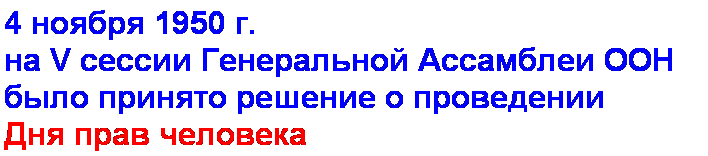 4 ноября 1950 г.
на V сессии Генеральной Ассамблеи ООН
было принято решение о проведении
Дня прав человека